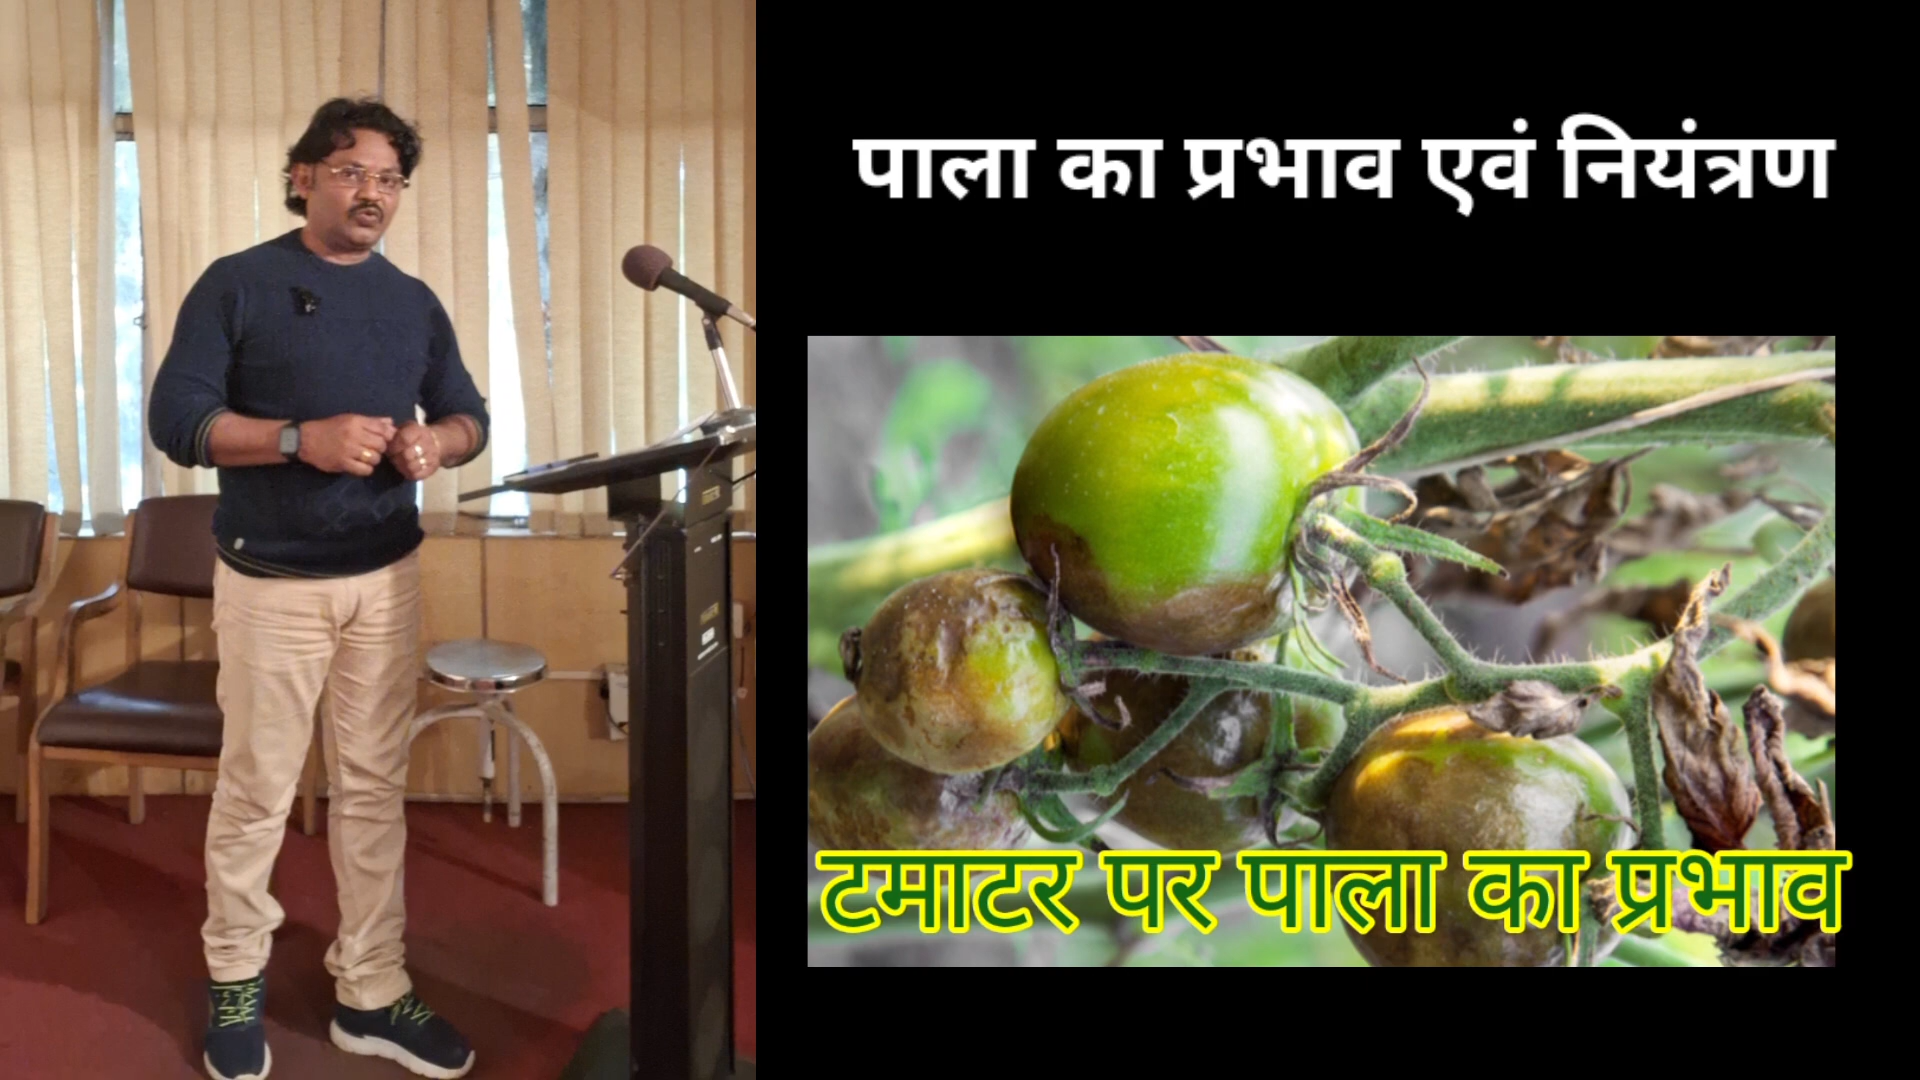 पाला का प्रभाव एवं नियंत्रण
टमाटर पर पाला का प्रभाव